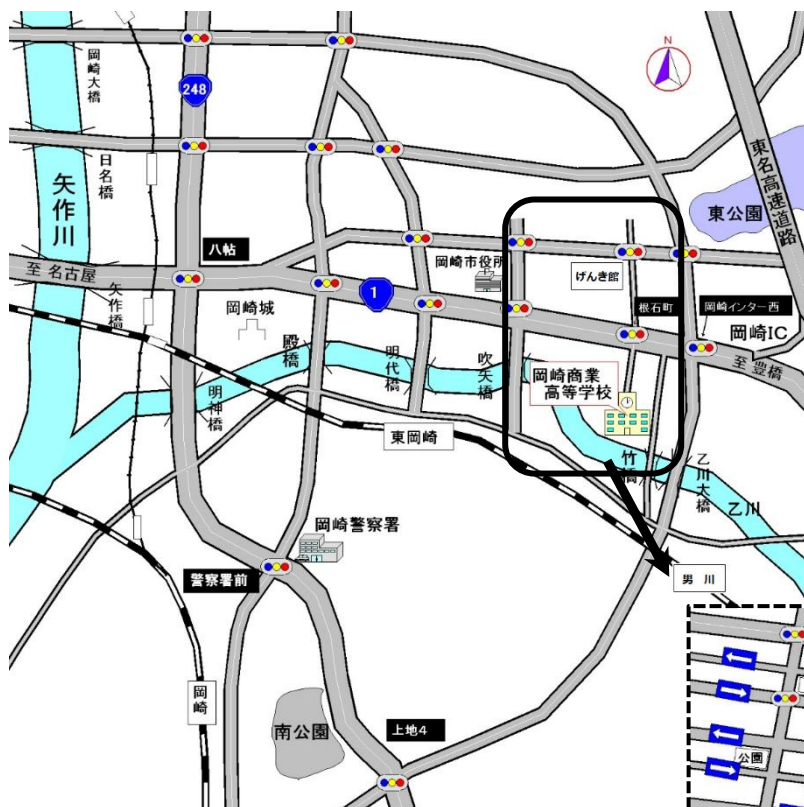 N
岡崎大橋
248
日名橋
矢作川
東名高速道路
東公園
八帖
岡崎市役所
げんき館
至 名古屋
矢作橋
1
根石町
岡崎インター西
岡崎城
岡崎IC
殿橋
明代橋
吹矢橋
至 豊橋
岡崎商業
高等学校
明神橋
東岡崎
竹橋
乙川大橋
乙川
岡崎警察署
警察署前
男 川
岡崎
南公園
上地4
公園